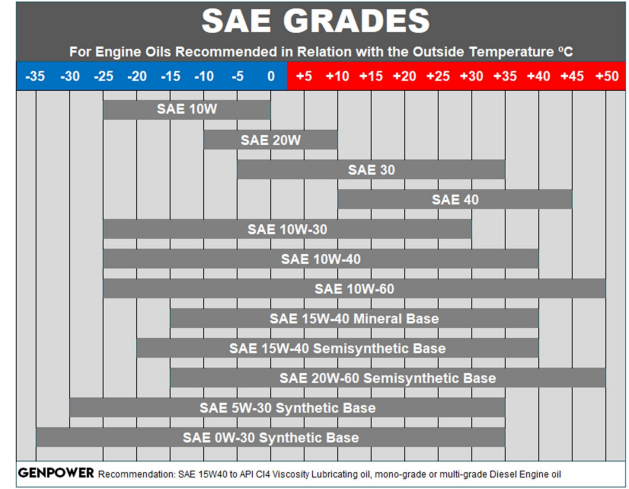 SAE GRADES
For Engine Oils Recommended in Relation with the Outside Temperature ºC
-35 -30 -25 -20 -15 -10 -5 0 +5 +10 +15 +20 +25 +30 +35 +40 +45 +50
SAE 10W
SAE 20W
SAE 30
SAE 40
SAE 10W-30
SAE 10W-40
SAE 10W-60
SAE 15W-40 Mineral Base
SAE 15W-40 Semisynthetic Base
SAE 20W-60 Semisynthetic Base
SAE 5W-30 Synthetic Base
SAE 0W-30 Synthetic Base
GENPOWER Recommendation: SAE 15W40 to API CI4 Viscosity Lubricating oil, mono-grade or multi-grade Diesel Engine oil